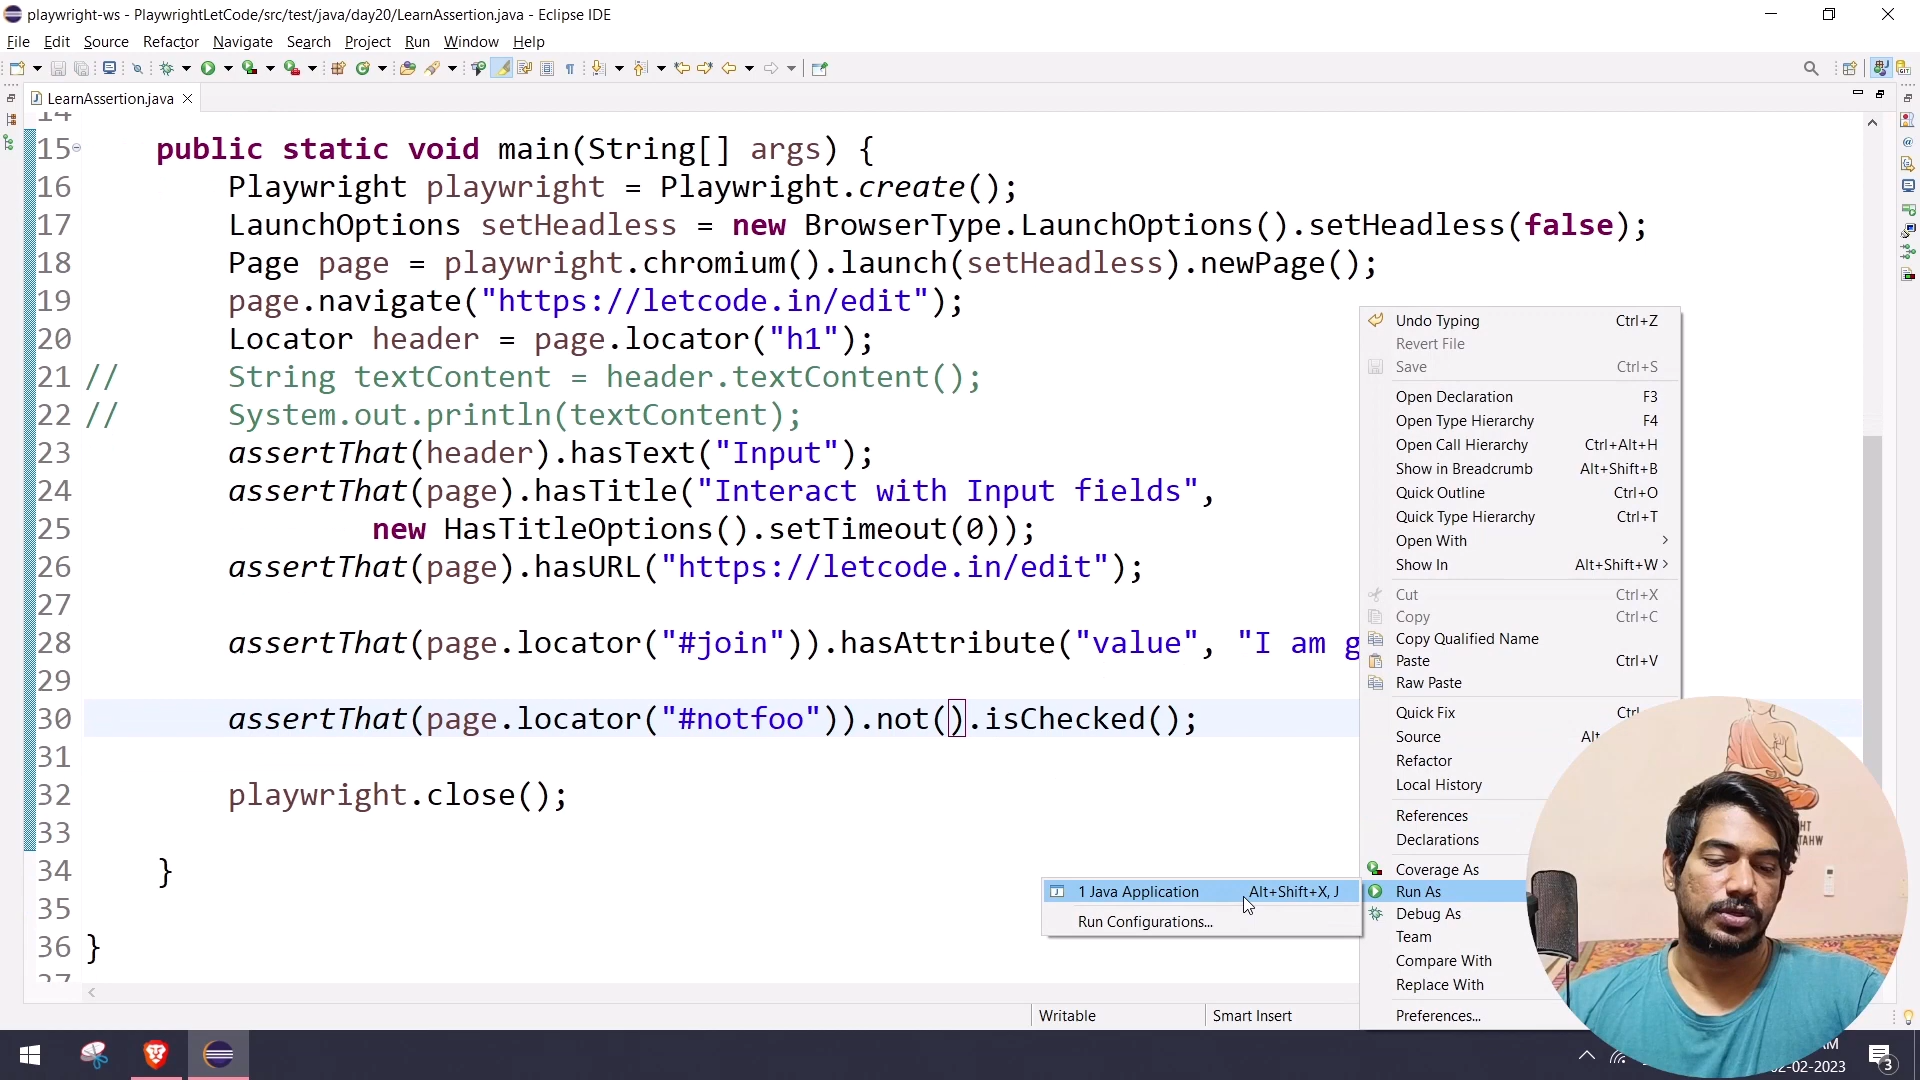 playwright-ws - PlaywrightLetCode/src/test/java/day20/LearnAssertion.java - Eclipse IDE
File Edit Source Refactor Navigate Search Project Run Window Help
LearnAssertion.java
14
15 public static void main(String[] args) {
16 Playwright playwright = Playwright.create();
17 LaunchOptions setHeadless = new BrowserType.LaunchOptions().setHeadless(false);
18 Page page = playwright.chromium().launch(setHeadless).newPage();
19 page.navigate("https://letcode.in/edit");
20 Locator header = page.locator("h1");
21 // String textContent = header.textContent();
22 // System.out.println(textContent);
23 assertThat(header).hasText("Input");
24 assertThat(page).hasTitle("Interact with Input fields",
25 new HasTitleOptions().setTimeout(0));
26 assertThat(page).hasURL("https://letcode.in/edit");
27
28 assertThat(page.locator("#join")).hasAttribute("value", "I am g
29
30 assertThat(page.locator("#notfoo")).not().isChecked();
31
32 playwright.close();
33
34 }
35
36 }
37
Undo Typing Ctrl+Z
Revert File
Save Ctrl+S
Open Declaration F3
Open Type Hierarchy F4
Open Call Hierarchy Ctrl+Alt+H
Show in Breadcrumb Alt+Shift+B
Quick Outline Ctrl+O
Quick Type Hierarchy Ctrl+T
Open With
Show In Alt+Shift+W
Cut Ctrl+X
Copy Ctrl+C
Copy Qualified Name
Paste Ctrl+V
Raw Paste
Quick Fix Ctrl
Source Alt
Refactor
Local History
References
Declarations
Coverage As
Run As
Debug As
Team
Compare With
Replace With
Preferences...
1 Java Application Alt+Shift+X, J
Run Configurations...
Writable Smart Insert
AM
02-02-2023
3